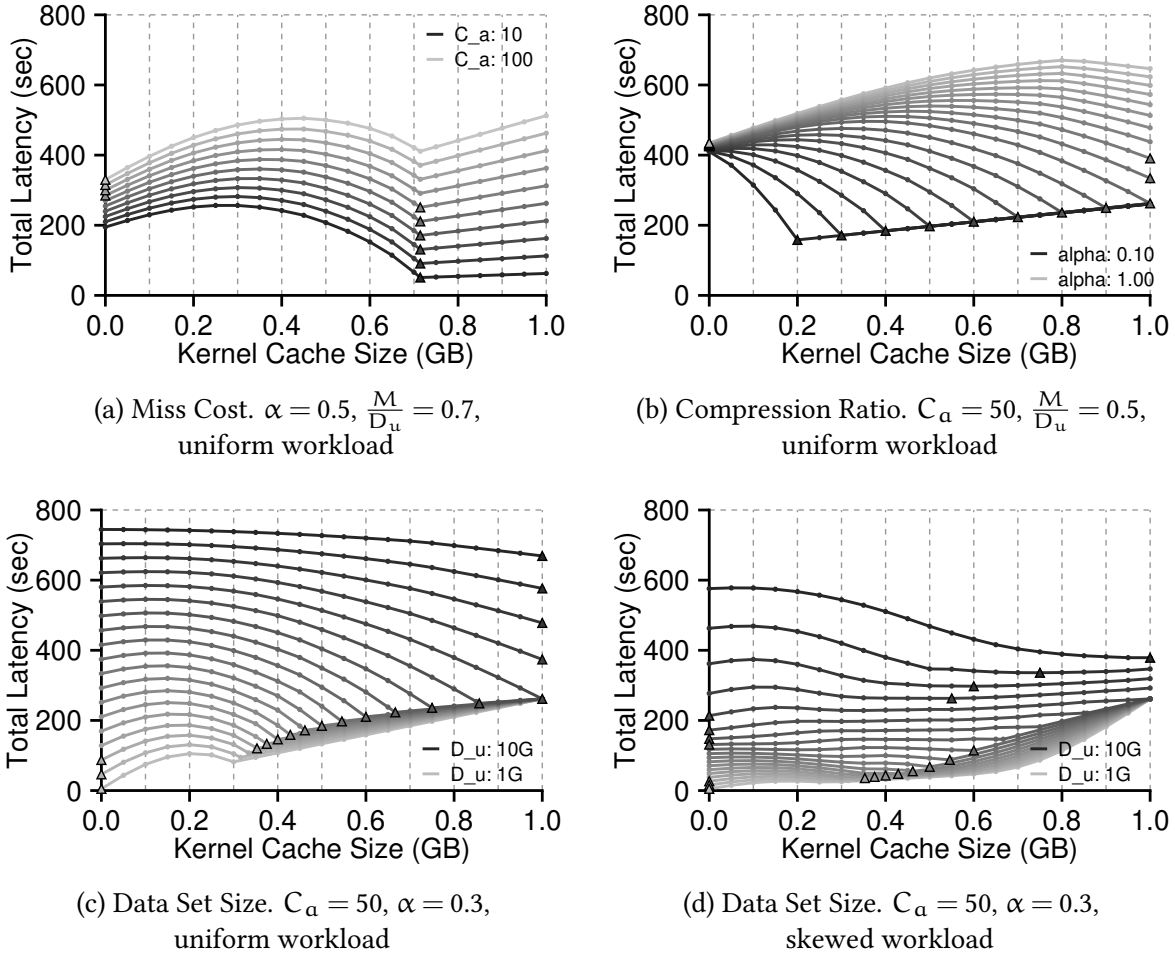 800
600
400
200
0
Total Latency (sec)
C_a: 10
C_a: 100
0.0 0.2 0.4 0.6 0.8 1.0
Kernel Cache Size (GB)
(a) Miss Cost. α = 0.5, M/D_u = 0.7,
uniform workload
800
600
400
200
0
Total Latency (sec)
alpha: 0.10
alpha: 1.00
0.0 0.2 0.4 0.6 0.8 1.0
Kernel Cache Size (GB)
(b) Compression Ratio. C_a = 50, M/D_u = 0.5,
uniform workload
800
600
400
200
0
Total Latency (sec)
D_u: 10G
D_u: 1G
0.0 0.2 0.4 0.6 0.8 1.0
Kernel Cache Size (GB)
(c) Data Set Size. C_a = 50, α = 0.3,
uniform workload
800
600
400
200
0
Total Latency (sec)
D_u: 10G
D_u: 1G
0.0 0.2 0.4 0.6 0.8 1.0
Kernel Cache Size (GB)
(d) Data Set Size. C_a = 50, α = 0.3,
skewed workload